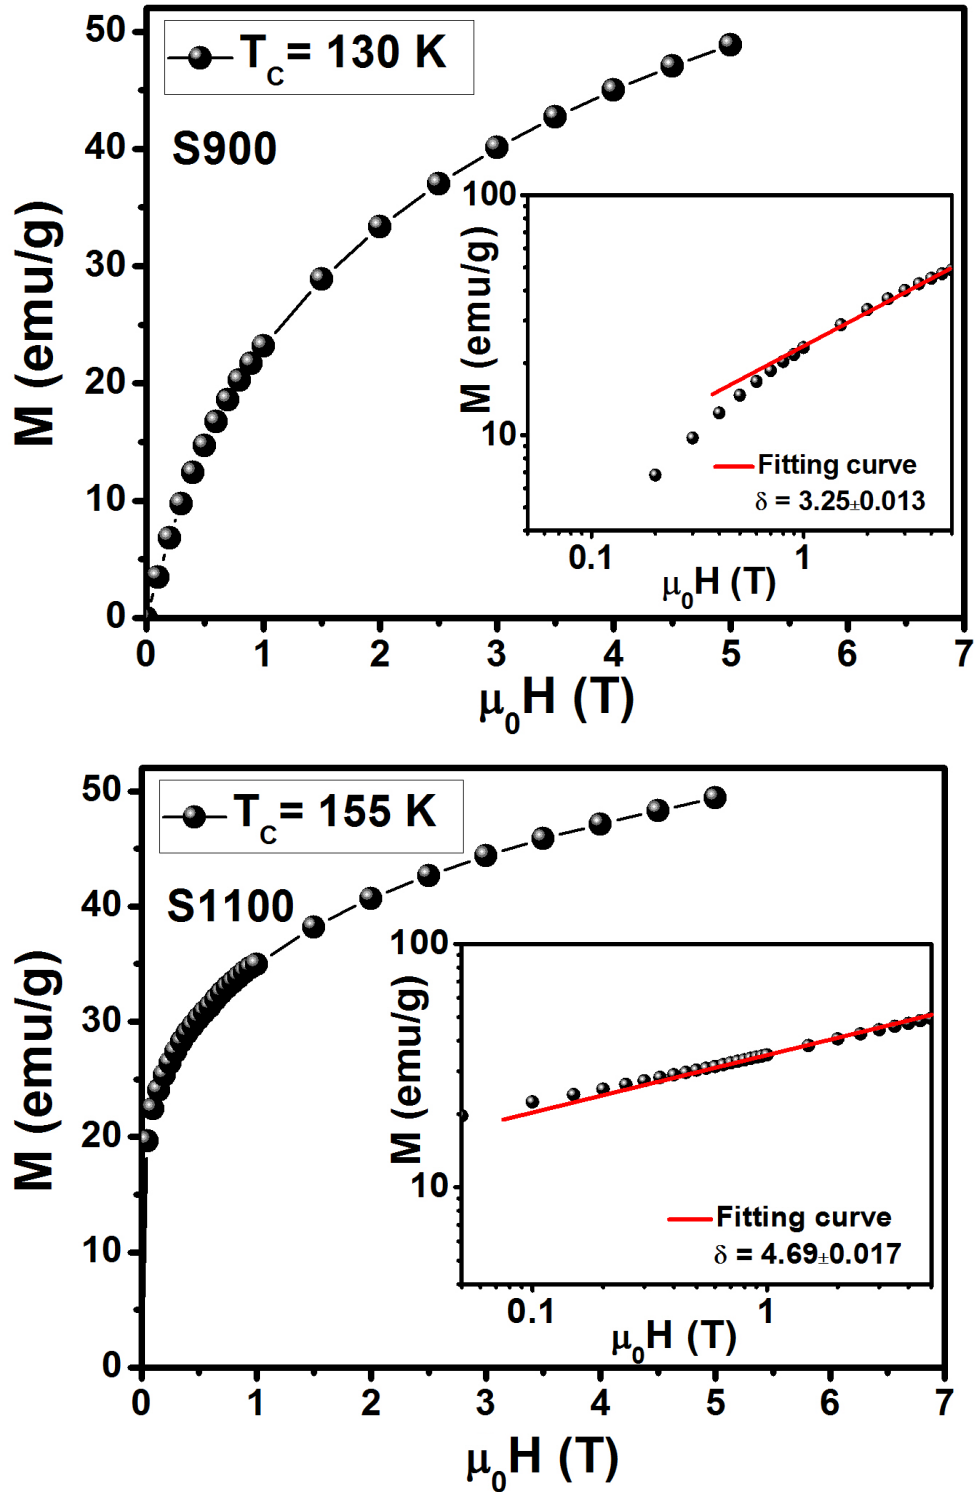 50
40
30
20
10
0
M (emu/g)
T_C = 130 K
S900
100
10
M (emu/g)
Fitting curve
δ = 3.25±0.013
0.1
1
μ₀H (T)
0 1 2 3 4 5 6 7
μ₀H (T)
50
40
30
20
10
0
M (emu/g)
T_C = 155 K
S1100
100
10
M (emu/g)
Fitting curve
δ = 4.69±0.017
0.1
1
μ₀H (T)
0 1 2 3 4 5 6 7
μ₀H (T)